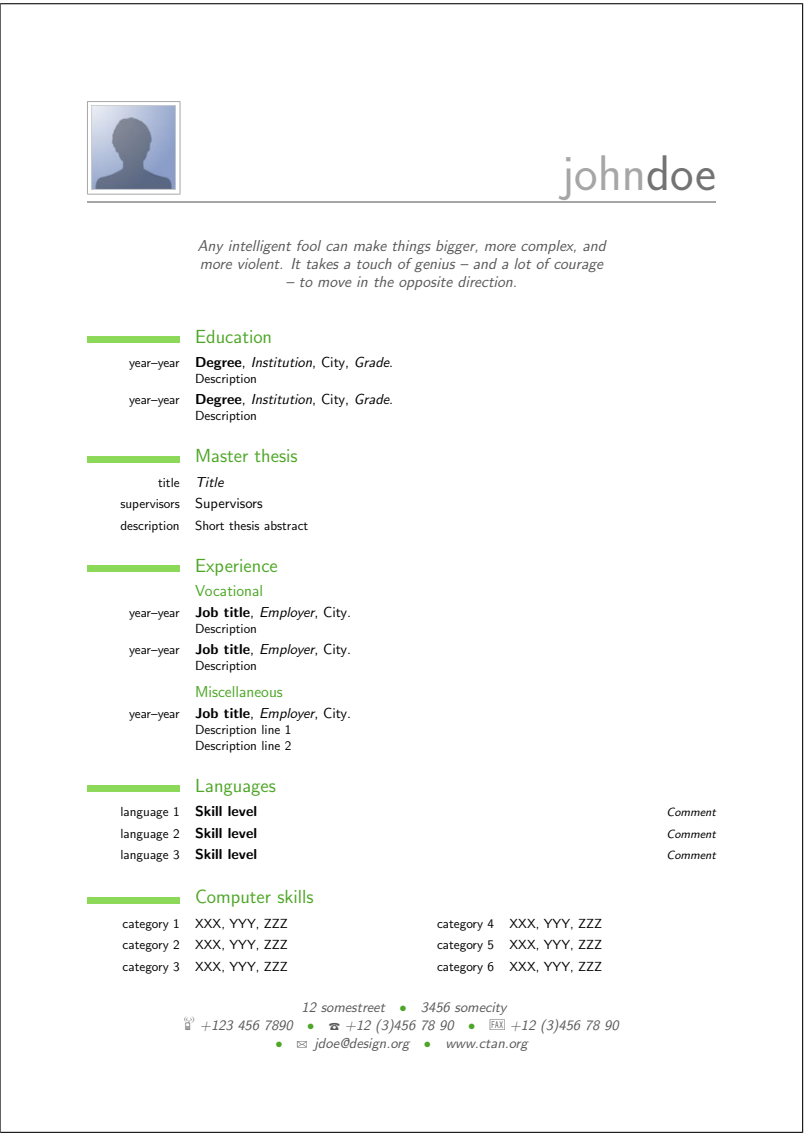 johndoe
Any intelligent fool can make things bigger, more complex, and
more violent. It takes a touch of genius – and a lot of courage
– to move in the opposite direction.
Education
year–year Degree, Institution, City, Grade.
Description
year–year Degree, Institution, City, Grade.
Description
Master thesis
title Title
supervisors Supervisors
description Short thesis abstract
Experience
Vocational
year–year Job title, Employer, City.
Description
year–year Job title, Employer, City.
Description
Miscellaneous
year–year Job title, Employer, City.
Description line 1
Description line 2
Languages
language 1 Skill level Comment
language 2 Skill level Comment
language 3 Skill level Comment
Computer skills
category 1 XXX, YYY, ZZZ category 4 XXX, YYY, ZZZ
category 2 XXX, YYY, ZZZ category 5 XXX, YYY, ZZZ
category 3 XXX, YYY, ZZZ category 6 XXX, YYY, ZZZ
12 somestreet • 3456 somecity
+123 456 7890 • ☎ +12 (3)456 78 90 • FAX +12 (3)456 78 90
• ✉ jdoe@design.org • www.ctan.org